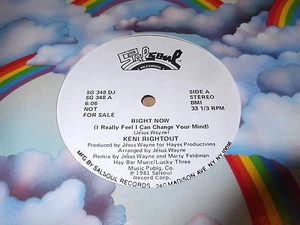 Salsoul
SG 348 DJ
SG 348 A
6:06
NOT
FOR SALE
SIDE A
STEREO
BMI
33 1/3 RPM
RIGHT NOW
(I Really Feel I Can Change Your Mind)
(Jesus Wayne)
KENI RIGHTOUT
Produced by Jesus Wayne for Hayes Productions
Arranged by Jesus Wayne
Remix by Jesus Wayne and Marty Feldman
Hay Bar Music/Lucky Three
Music Publg. Co.
℗ 1981 Salsoul
Record Corp.
MFG BY SALSOUL RECORDS, 240 MADISON AVE NY, NY 10016